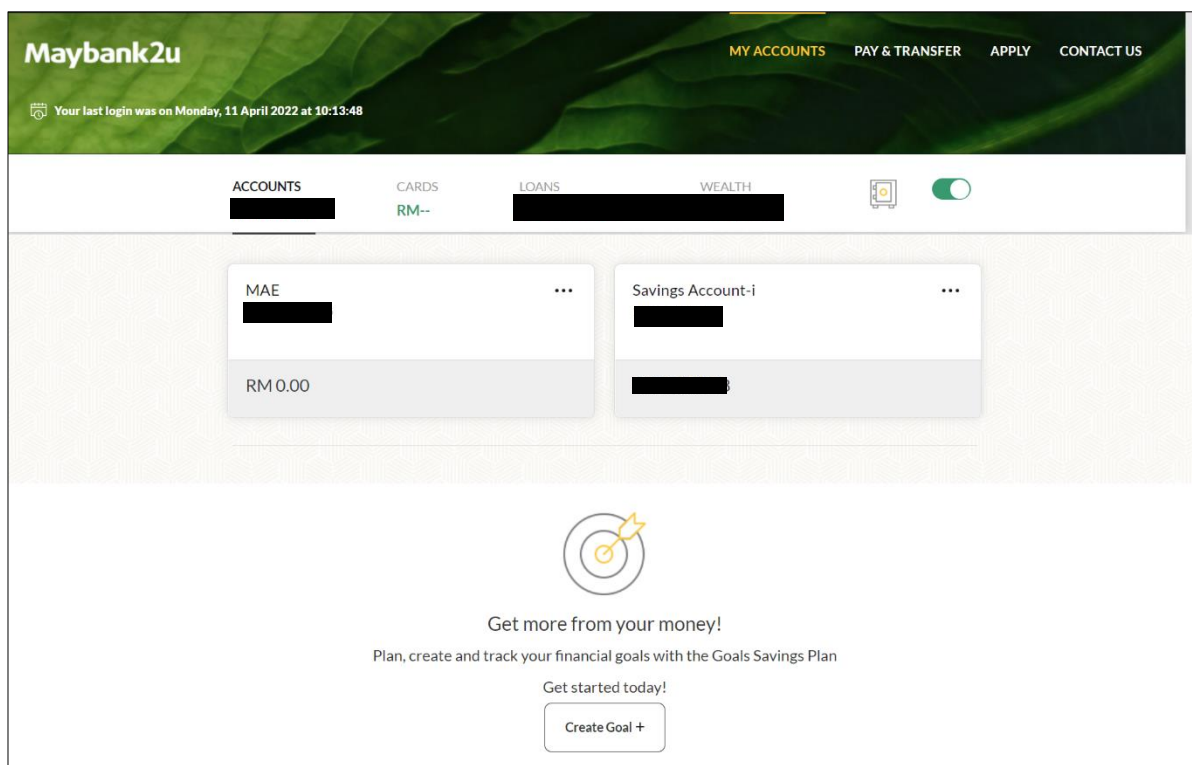 Maybank2u
MY ACCOUNTS PAY & TRANSFER APPLY CONTACT US
Your last login was on Monday, 11 April 2022 at 10:13:48
ACCOUNTS CARDS LOANS WEALTH
RM--
MAE ...
Savings Account-i ...
RM 0.00
Get more from your money!
Plan, create and track your financial goals with the Goals Savings Plan
Get started today!
Create Goal +